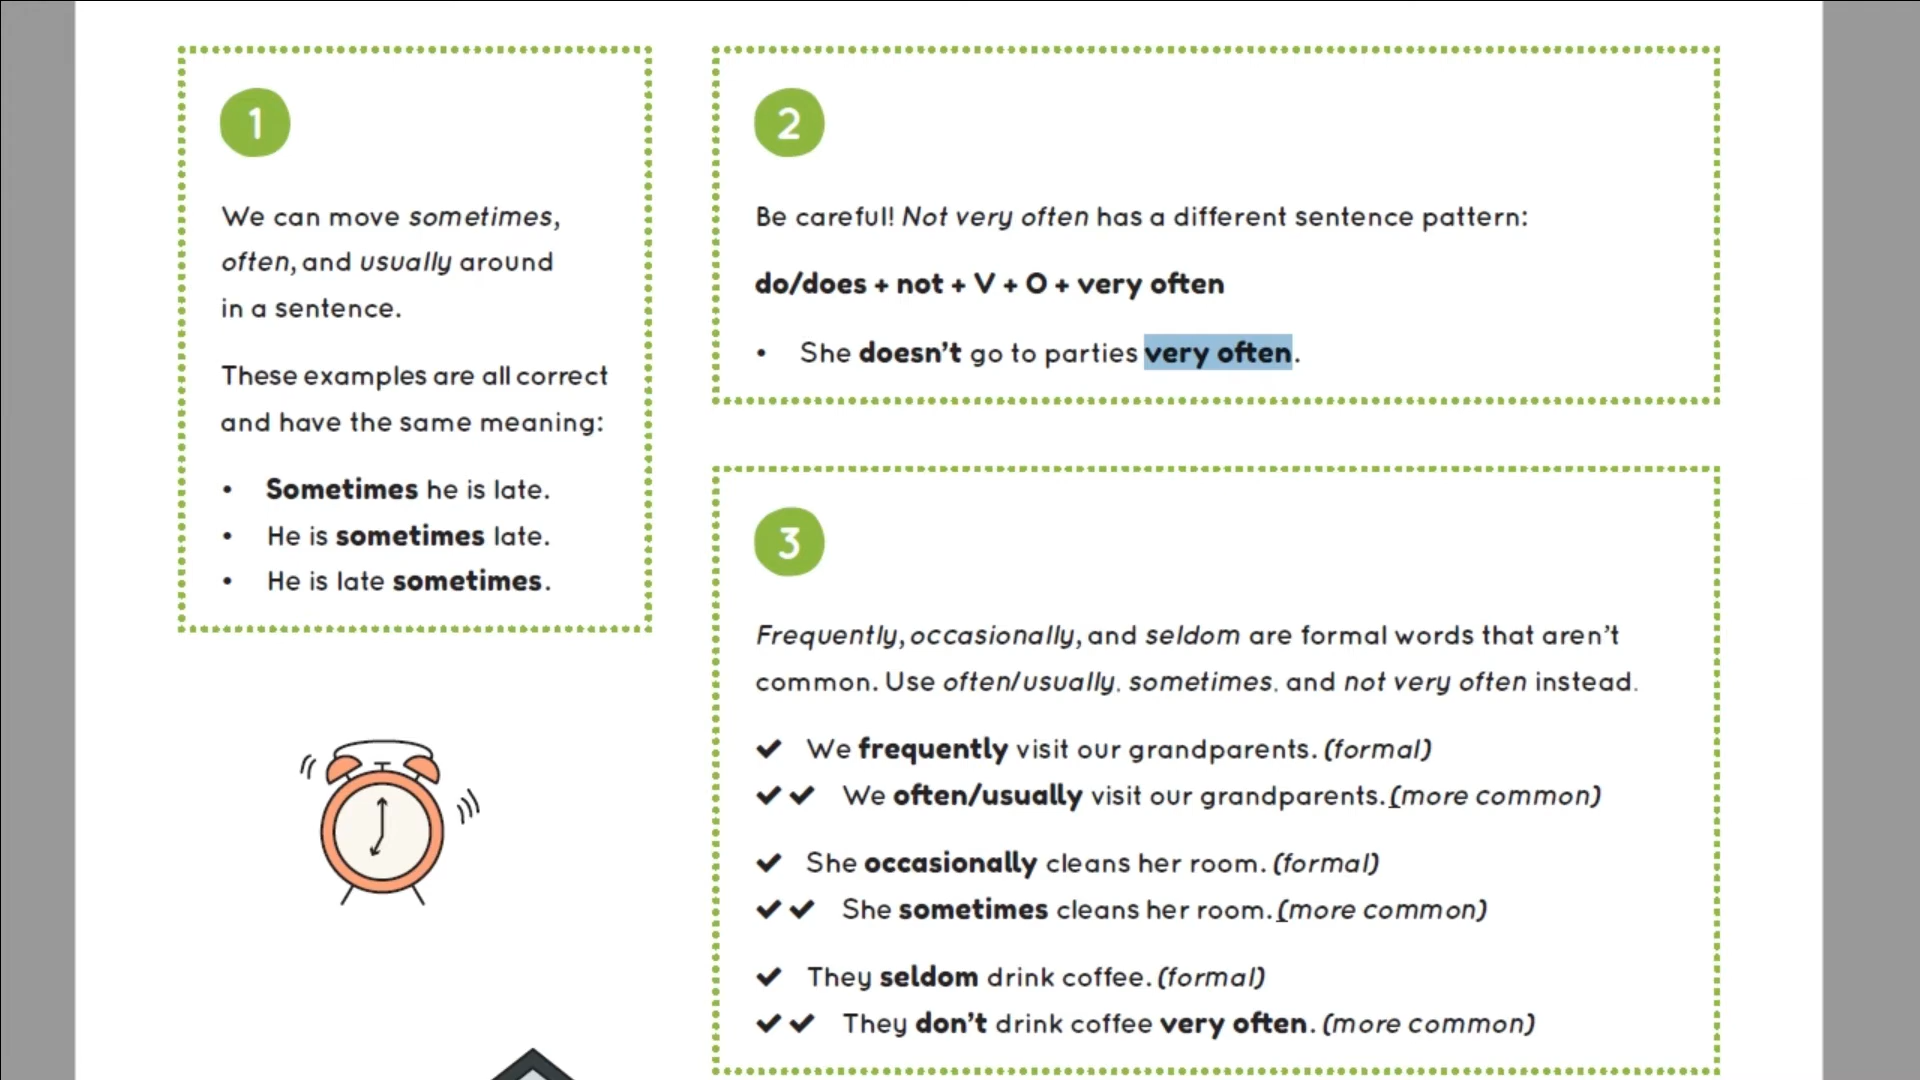 1
We can move sometimes,
often, and usually around
in a sentence.
These examples are all correct
and have the same meaning:
• Sometimes he is late.
• He is sometimes late.
• He is late sometimes.
2
Be careful! Not very often has a different sentence pattern:
do/does + not + V + O + very often
• She doesn't go to parties very often.
3
Frequently, occasionally, and seldom are formal words that aren't
common. Use often/usually, sometimes, and not very often instead.
✔ We frequently visit our grandparents. (formal)
✔✔ We often/usually visit our grandparents. (more common)
✔ She occasionally cleans her room. (formal)
✔✔ She sometimes cleans her room. (more common)
✔ They seldom drink coffee. (formal)
✔✔ They don't drink coffee very often. (more common)